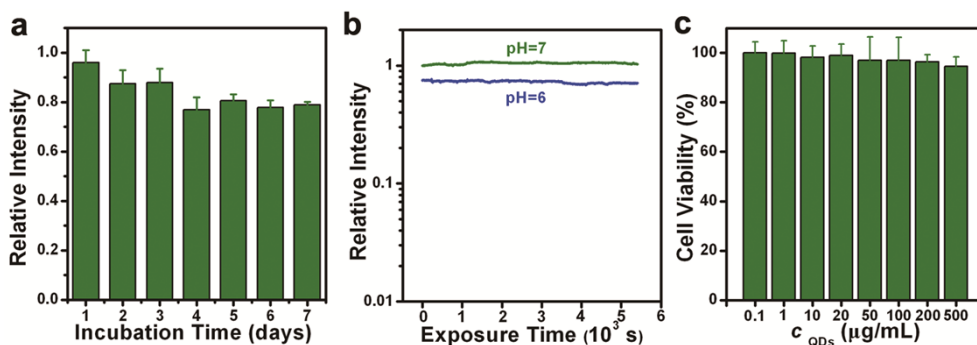 a
Relative Intensity
1.0
0.8
0.6
0.4
0.2
0.0
1 2 3 4 5 6 7
Incubation Time (days)
b
Relative Intensity
1
0.1
0.01
pH=7
pH=6
0 1 2 3 4 5 6
Exposure Time (10³ s)
c
Cell Viability (%)
100
80
60
40
20
0
0.1 1 10 20 50 100 200 500
c QDs (μg/mL)